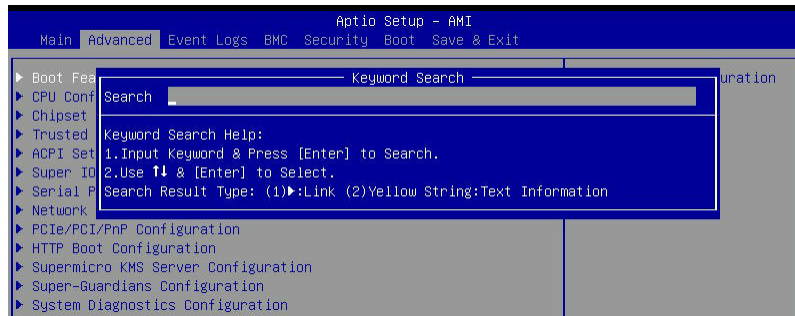 Aptio Setup – AMI
Main Advanced Event Logs BMC Security Boot Save & Exit
▶ Boot Fea
Keyword Search
uration
▶ CPU Conf
Search
▶ Chipset
▶ Trusted
Keyword Search Help:
▶ ACPI Set
1.Input Keyword & Press [Enter] to Search.
▶ Super IO
2.Use ↑↓ & [Enter] to Select.
▶ Serial P
Search Result Type: (1)▶:Link (2)Yellow String:Text Information
▶ Network
▶ PCIe/PCI/PnP Configuration
▶ HTTP Boot Configuration
▶ Supermicro KMS Server Configuration
▶ Super-Guardians Configuration
▶ System Diagnostics Configuration